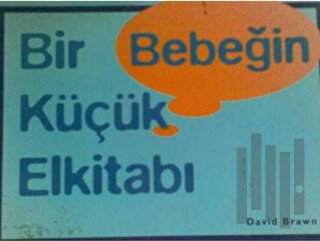 Bir Bebeğin
Küçük
Elkitabı
David Brawn